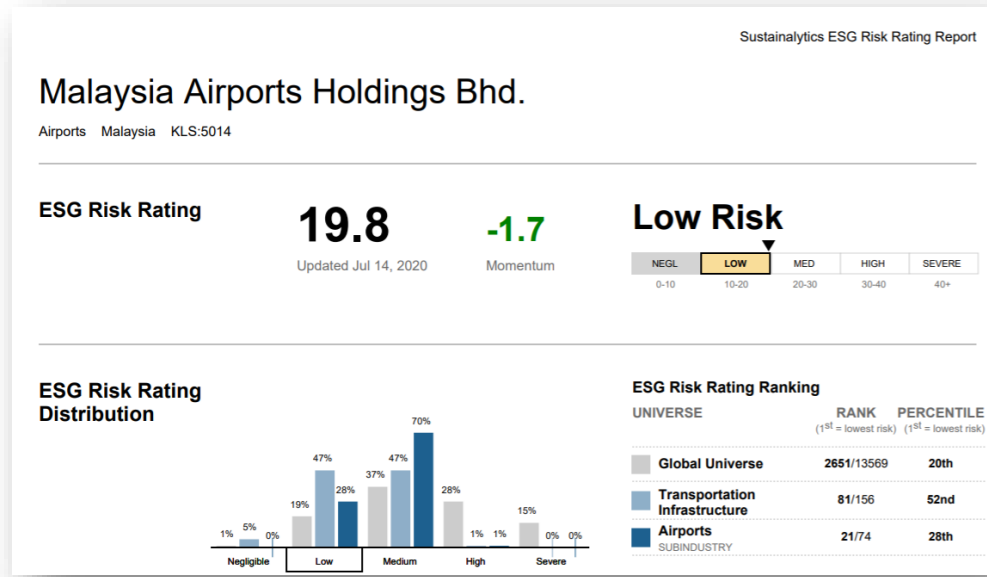 Sustainalytics ESG Risk Rating Report
Malaysia Airports Holdings Bhd.
Airports Malaysia KLS:5014
ESG Risk Rating
19.8
Updated Jul 14, 2020
-1.7
Momentum
Low Risk
NEGL LOW MED HIGH SEVERE
0-10 10-20 20-30 30-40 40+
ESG Risk Rating
Distribution
1% 5% 0%
19% 47% 28%
37% 47% 70%
28% 1% 1%
15% 0% 0%
Negligible Low Medium High Severe
ESG Risk Rating Ranking
UNIVERSE RANK PERCENTILE
(1st = lowest risk) (1st = lowest risk)
Global Universe 2651/13569 20th
Transportation
Infrastructure 81/156 52nd
Airports 21/74 28th
SUBINDUSTRY